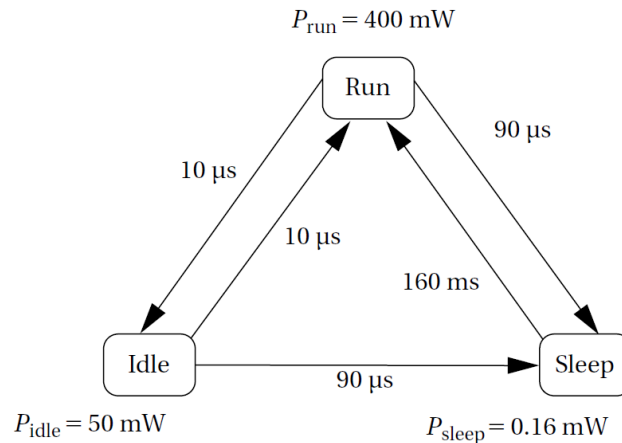 P_run = 400 mW
Run
90 µs
10 µs
10 µs
160 ms
Idle
Sleep
90 µs
P_idle = 50 mW
P_sleep = 0.16 mW